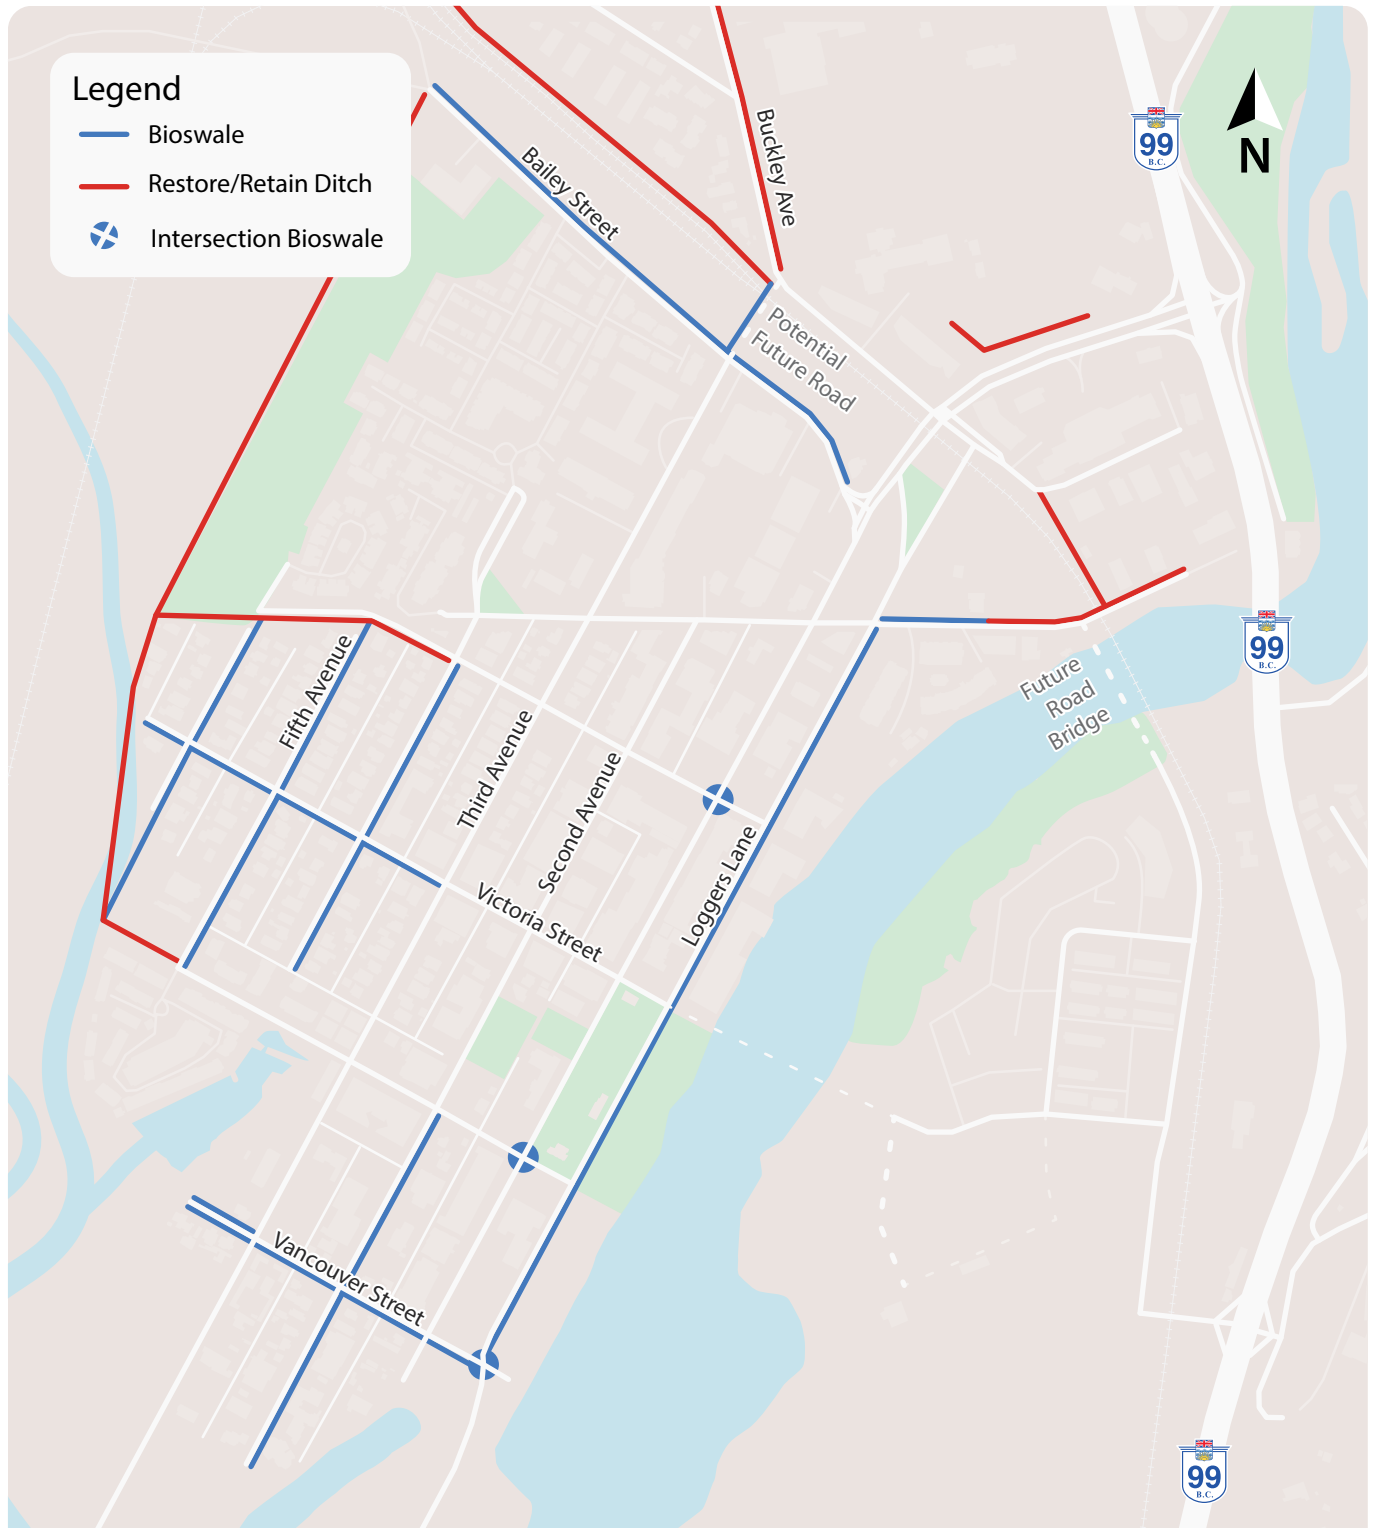 Legend
Bioswale
Restore/Retain Ditch
Intersection Bioswale
Buckley Ave
Bailey Street
99
B.C.
N
Potential
Future Road
Fifth Avenue
Third Avenue
Second Avenue
Victoria Street
Loggers Lane
Future
Road
Bridge
99
B.C.
Vancouver Street
99
B.C.